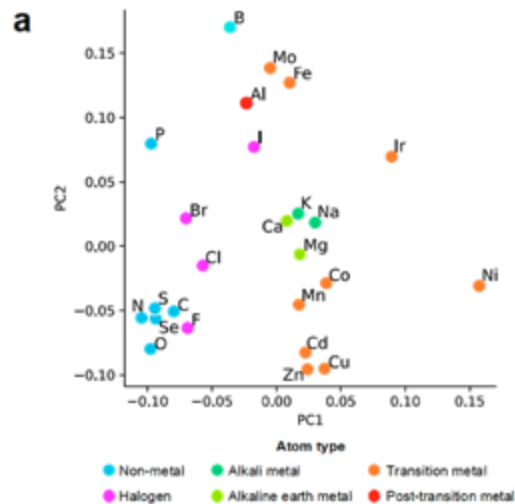 a
B
Mo
Fe
Al
P
I
Ir
Br
K
Na
Ca
Cl
Mg
Co
Ni
Mn
N
S
C
Se
F
O
Cd
Zn
Cu
0.15
0.10
0.05
0.00
−0.05
−0.10
PC2
−0.10 −0.05 0.00 0.05 0.10 0.15
PC1
Atom type
Non-metal Alkali metal Transition metal
Halogen Alkaline earth metal Post-transition metal